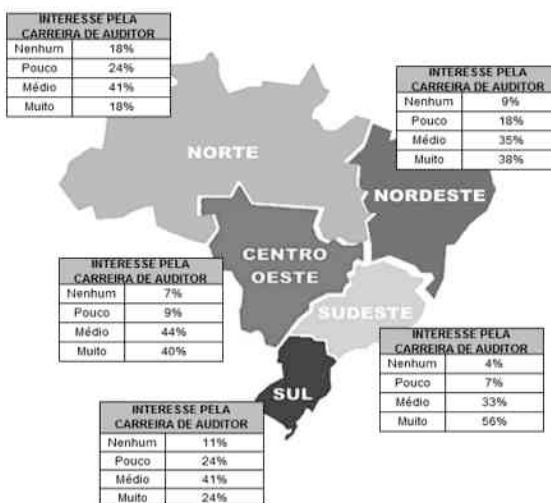 INTERESSE PELA
CARREIRA DE AUDITOR
Nenhum 18%
Pouco 24%
Médio 41%
Muito 18%
INTERESSE PELA
CARREIRA DE AUDITOR
Nenhum 9%
Pouco 18%
Médio 35%
Muito 38%
NORTE
NORDESTE
CENTRO
OESTE
SUDESTE
SUL
INTERESSE PELA
CARREIRA DE AUDITOR
Nenhum 7%
Pouco 9%
Médio 44%
Muito 40%
INTERESSE PELA
CARREIRA DE AUDITOR
Nenhum 4%
Pouco 7%
Médio 33%
Muito 56%
INTERESSE PELA
CARREIRA DE AUDITOR
Nenhum 11%
Pouco 24%
Médio 41%
Muito 24%